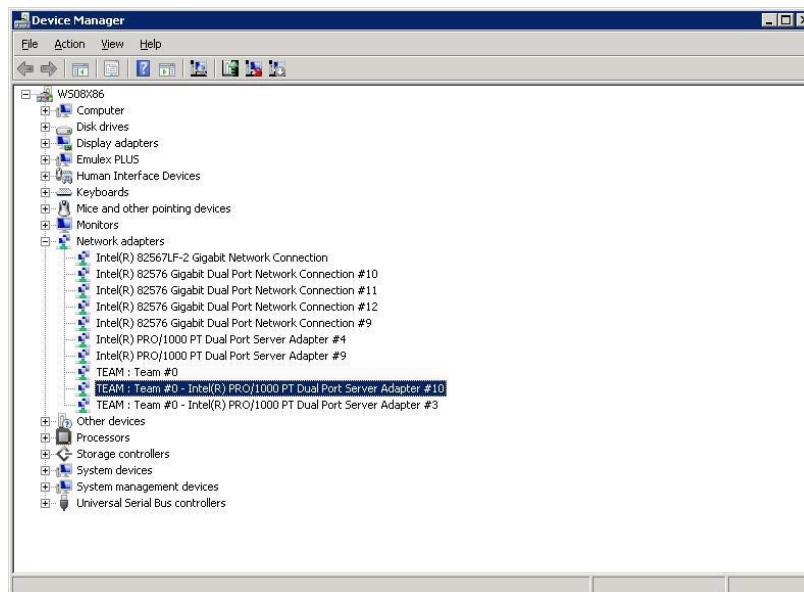 Device Manager
File Action View Help
WS08X86
Computer
Disk drives
Display adapters
Emulex PLUS
Human Interface Devices
Keyboards
Mice and other pointing devices
Monitors
Network adapters
Intel(R) 82567LF-2 Gigabit Network Connection
Intel(R) 82576 Gigabit Dual Port Network Connection #10
Intel(R) 82576 Gigabit Dual Port Network Connection #11
Intel(R) 82576 Gigabit Dual Port Network Connection #12
Intel(R) 82576 Gigabit Dual Port Network Connection #9
Intel(R) PRO/1000 PT Dual Port Server Adapter #4
Intel(R) PRO/1000 PT Dual Port Server Adapter #9
TEAM : Team #0
TEAM : Team #0 - Intel(R) PRO/1000 PT Dual Port Server Adapter #10
TEAM : Team #0 - Intel(R) PRO/1000 PT Dual Port Server Adapter #3
Other devices
Processors
Storage controllers
System devices
System management devices
Universal Serial Bus controllers